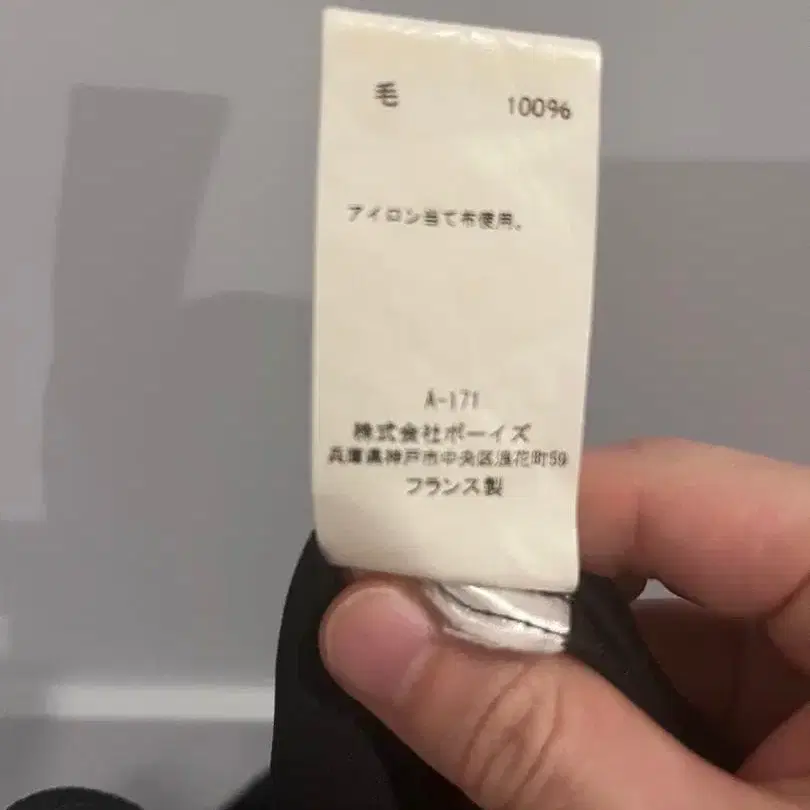 毛 100%
アイロン当て布使用。
A-171
株式会社ボーイズ
兵庫県神戸市中央区浪花町59
フランス製